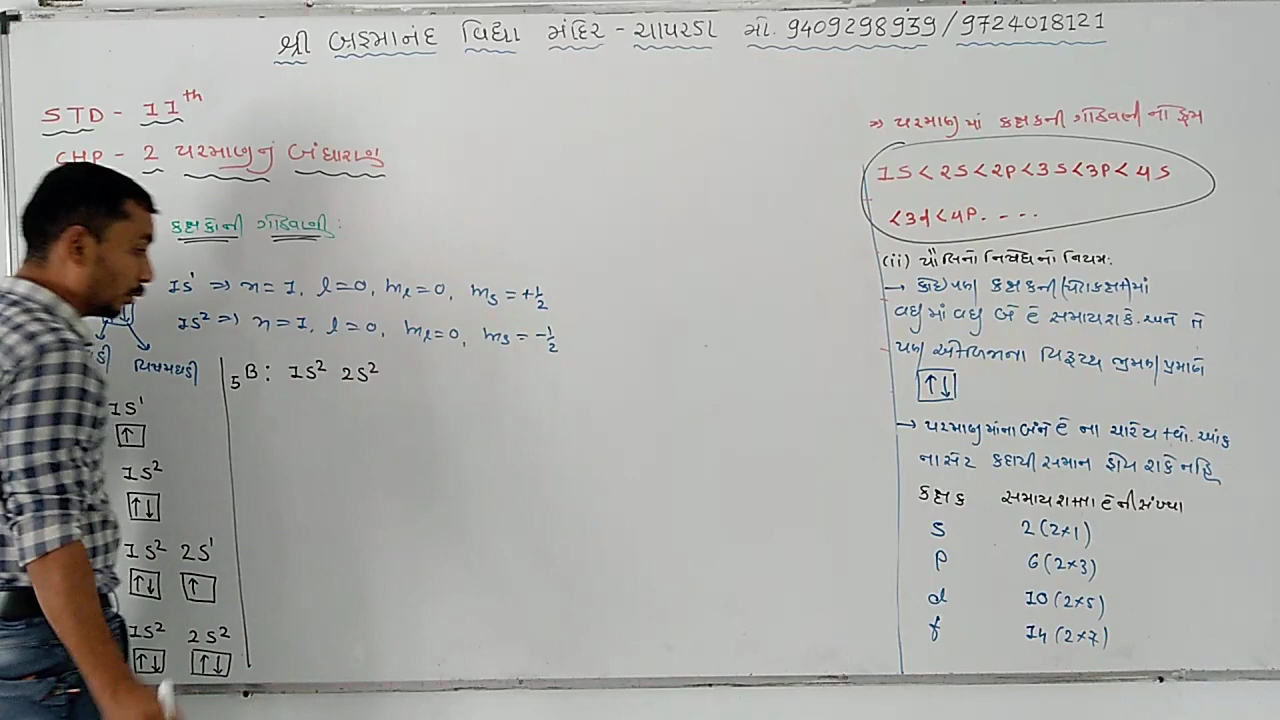 શ્રી બ્રહ્માનંદ વિદ્યા મંદિર - ચાપરડા મો. 9409298939 / 9724018121
STD - 11th
CHP - 2 પરમાણુનું બંધારણ
કક્ષકોની ગોઠવણી :
1s¹ ⇒ n = 1, l = 0, mₗ = 0, mₛ = +1/2
1s² ⇒ n = 1, l = 0, mₗ = 0, mₛ = -1/2
વિષમઘડી
1s¹
↑
1s²
↑↓
1s² 2s¹
↑↓ ↑
1s² 2s²
↑↓ ↑↓
₅B : 1s² 2s²
⇒ પરમાણુમાં કક્ષકની ગોઠવણી નો ક્રમ
1s < 2s < 2p < 3s < 3p < 4s
< 3d < 4p. - - -
(ii) પૌલિનો નિષેધનો નિયમ:
→ કોઈપણ કક્ષકની (પેટાકક્ષા)માં
વધુમાં વધુ બે ē સમાય શકે. અને તે
પણ એકબીજાના વિરૂદ્ધ ભ્રમણ પ્રમાણે
↑↓
→ પરમાણુમાંના બંને ē ના ચારેય ક્વો. આંક
ના સેટ કદાપી સમાન હોય શકે નહિ
કક્ષક સમાય શક્તા ēની સંખ્યા
s 2 (2×1)
p 6 (2×3)
d 10 (2×5)
f 14 (2×7)